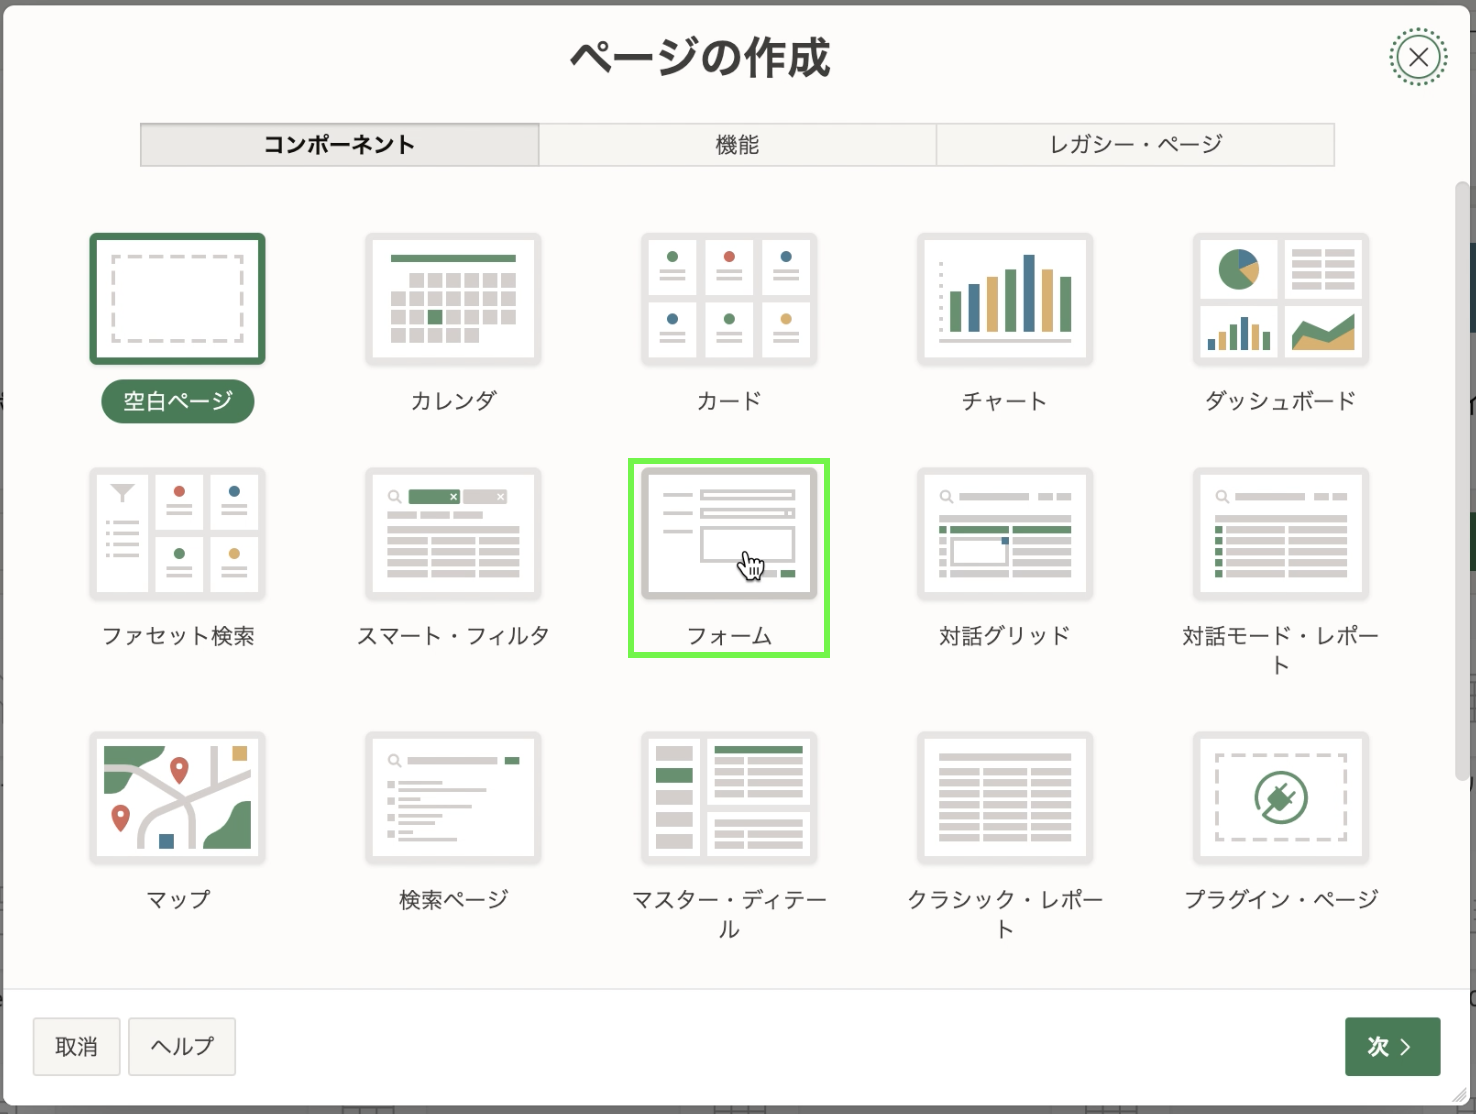 ページの作成
コンポーネント
機能
レガシー・ページ
空白ページ
カレンダ
カード
チャート
ダッシュボード
ファセット検索
スマート・フィルタ
フォーム
対話グリッド
対話モード・レポー
ト
マップ
検索ページ
マスター・ディテー
ル
クラシック・レポー
ト
プラグイン・ページ
取消
ヘルプ
次